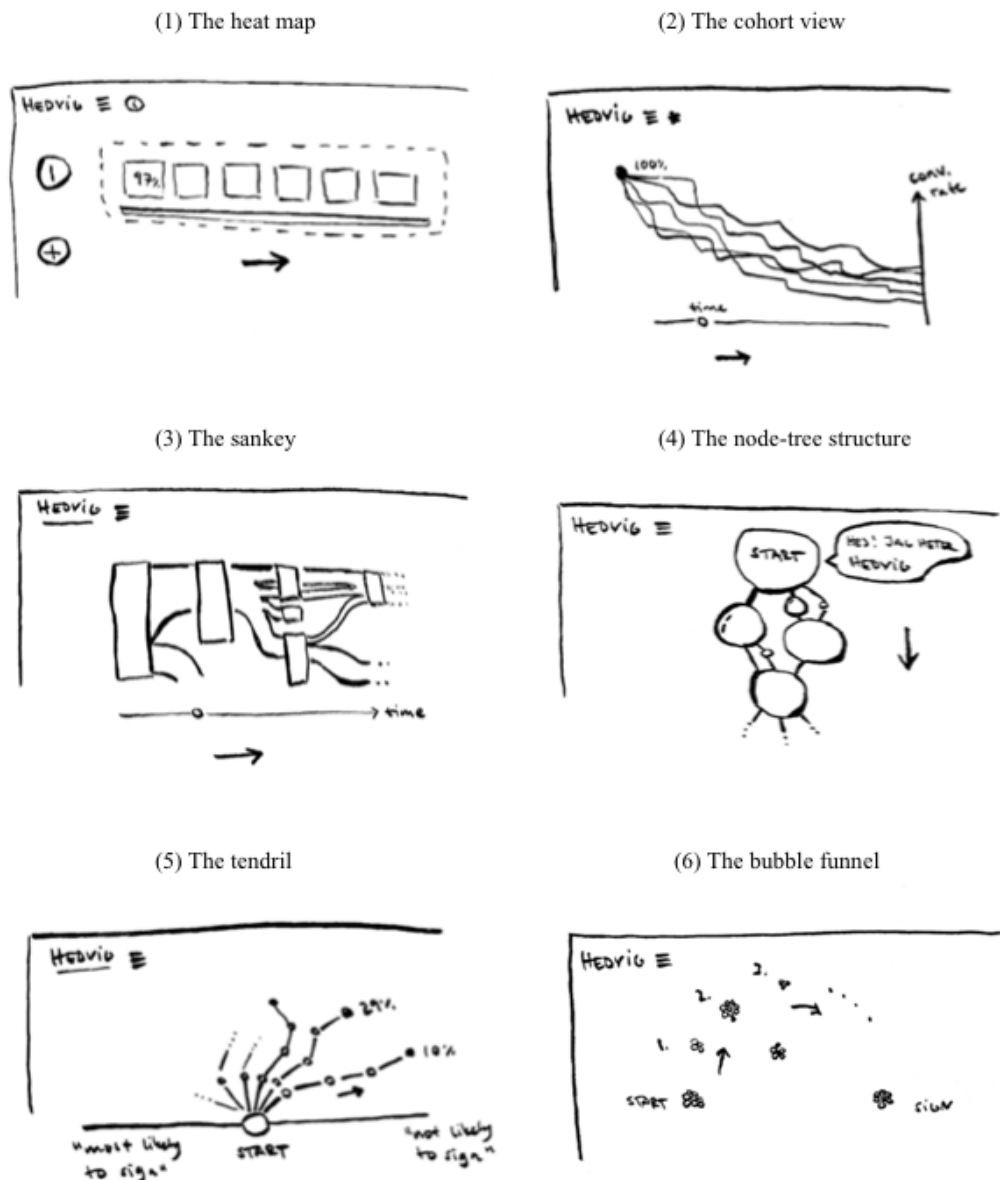 (1) The heat map
HEDVIG
97%
(2) The cohort view
HEDVIG
100%
conv.
rate
time
(3) The sankey
HEDVIG
time
(4) The node-tree structure
HEDVIG
START
HEJ! JAG HETER
HEDVIG
(5) The tendril
HEDVIG
29%
10%
"most likely
to sign"
START
"not likely
to sign"
(6) The bubble funnel
HEDVIG
3.
2.
1.
START
SIGN